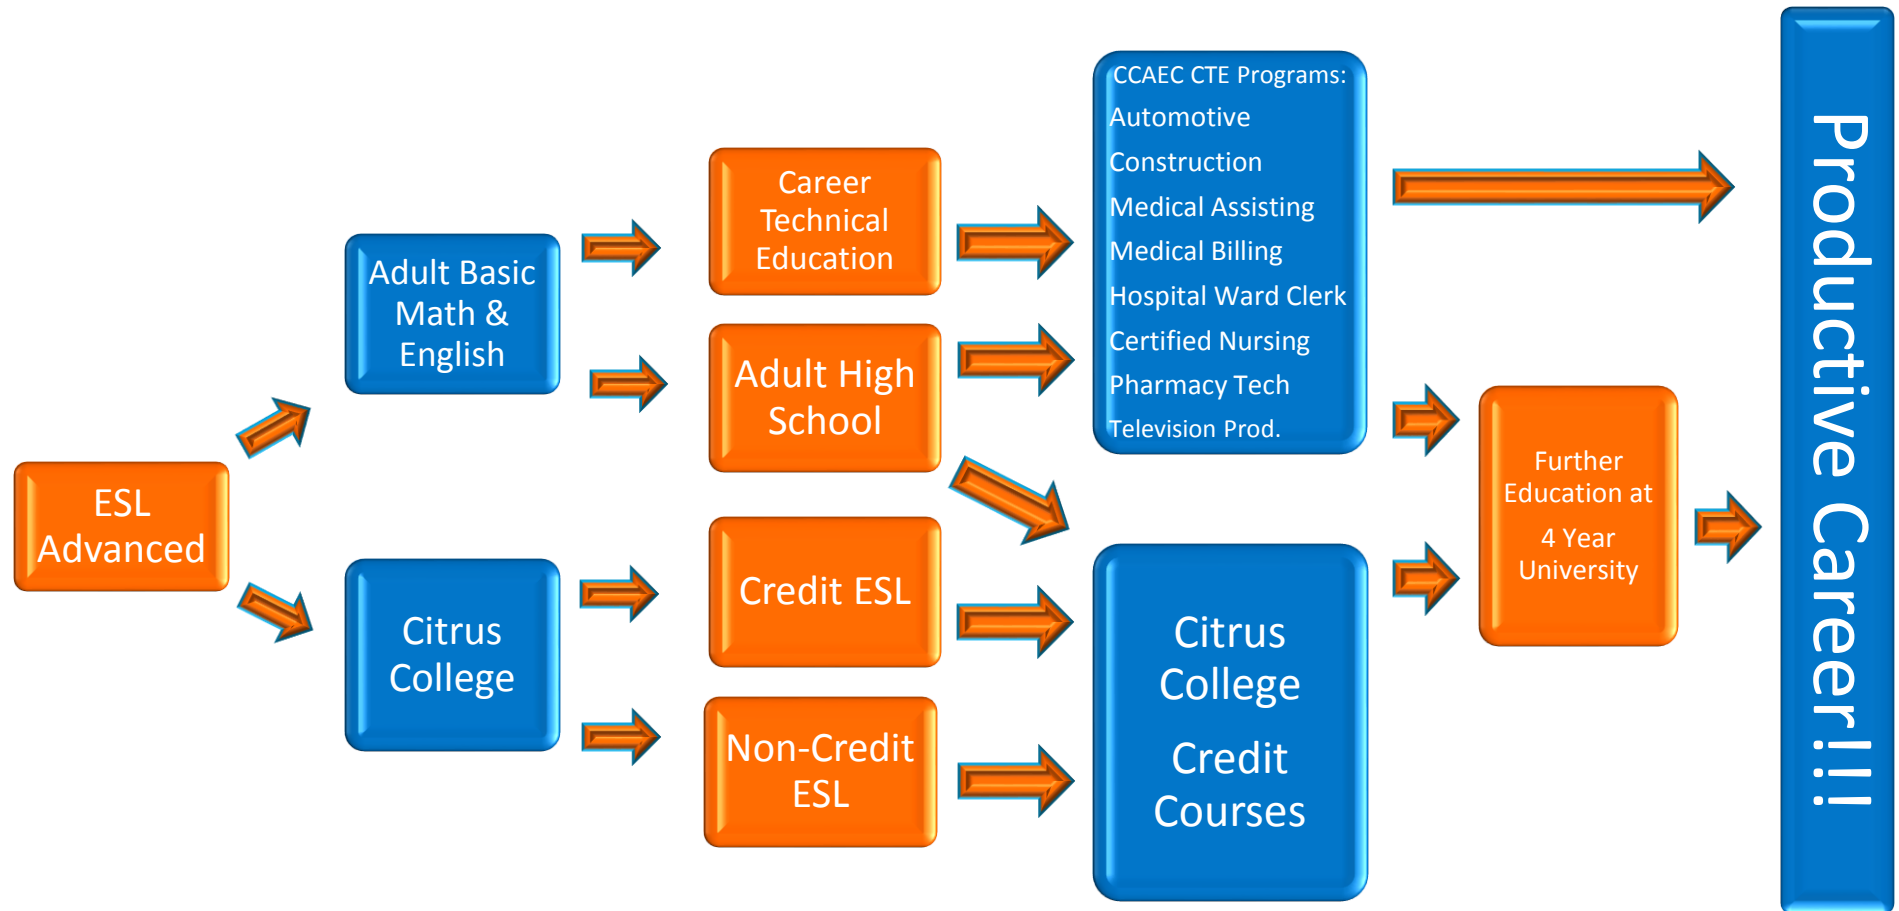 ESL
Advanced
Adult Basic
Math &
English
Citrus
College
Career
Technical
Education
Adult High
School
Credit ESL
Non-Credit
ESL
CCAEC CTE Programs:
Automotive
Construction
Medical Assisting
Medical Billing
Hospital Ward Clerk
Certified Nursing
Pharmacy Tech
Television Prod.
Citrus
College
Credit
Courses
Further
Education at
4 Year
University
Productive Career!!!!